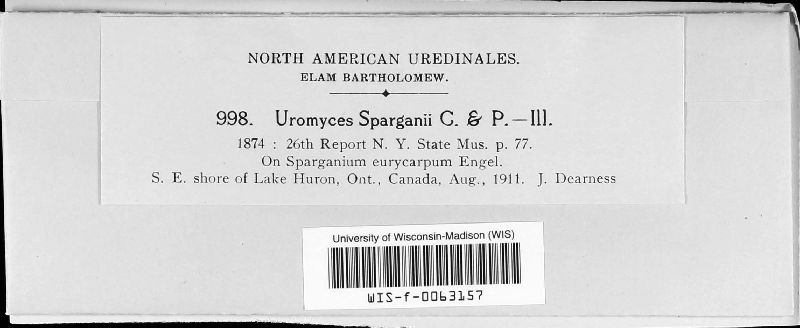 NORTH AMERICAN UREDINALES.
ELAM BARTHOLOMEW.
998. Uromyces Sparganii C. & P.—III.
1874 : 26th Report N. Y. State Mus. p. 77.
On Sparganium eurycarpum Engel.
S. E. shore of Lake Huron, Ont., Canada, Aug., 1911. J. Dearness
University of Wisconsin-Madison (WIS)
WIS-f-0063157